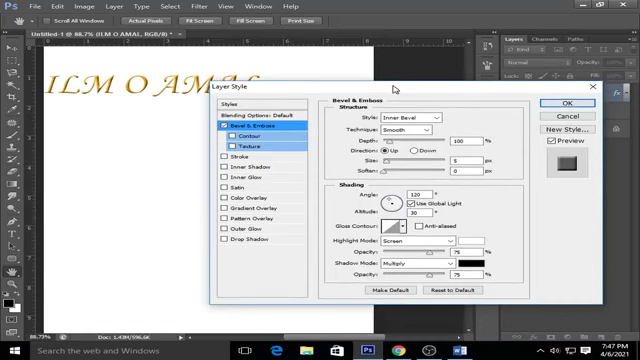 Ps File Edit Image Layer Type Select Filter View Window Help
Scroll All Windows Actual Pixels Fit Screen Fill Screen Print Size
Untitled-1 @ 88.7% (ILM O AMAL, RGB/8) *
Layers Channels Paths
Kind
ILM O AMAL
Layer Style
Styles
Blending Options: Default
Bevel & Emboss
Contour
Texture
Stroke
Inner Shadow
Inner Glow
Satin
Color Overlay
Gradient Overlay
Pattern Overlay
Outer Glow
Drop Shadow
Bevel & Emboss
Structure
Style: Inner Bevel
Technique: Smooth
Depth: 100 %
Direction: Up Down
Size: 5 px
Soften: 0 px
Shading
Angle: 120 °
Use Global Light
Altitude: 30 °
Gloss Contour: Anti-aliased
Highlight Mode: Screen
Opacity: 75 %
Shadow Mode: Multiply
Opacity: 75 %
Make Default Reset to Default
OK
Cancel
New Style...
Preview
fx
88.73% Doc: 1.43M/596.6K
Search the web and Windows
7:47 PM
4/6/2021